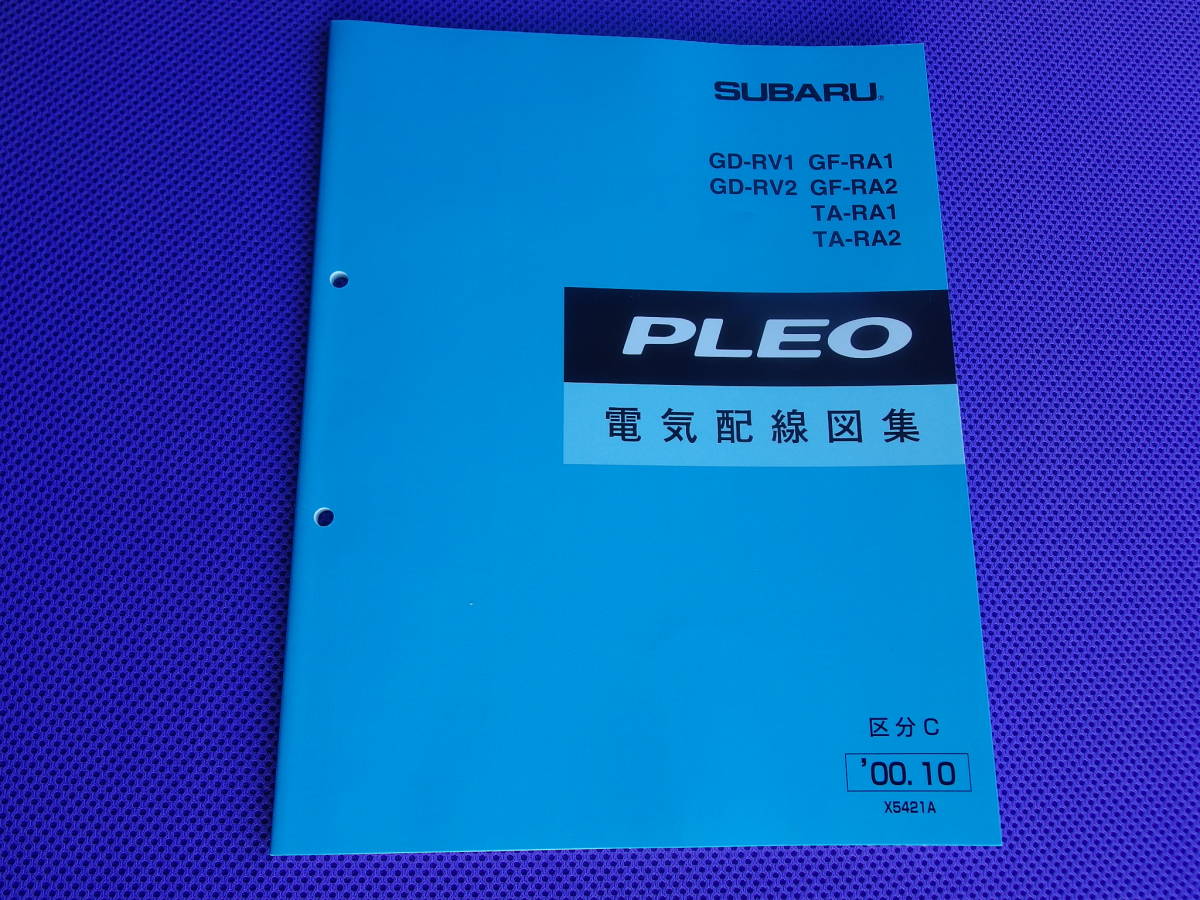 SUBARU®
GD-RV1 GF-RA1
GD-RV2 GF-RA2
TA-RA1
TA-RA2
PLEO
電気配線図集
区分C
'00.10
X5421A